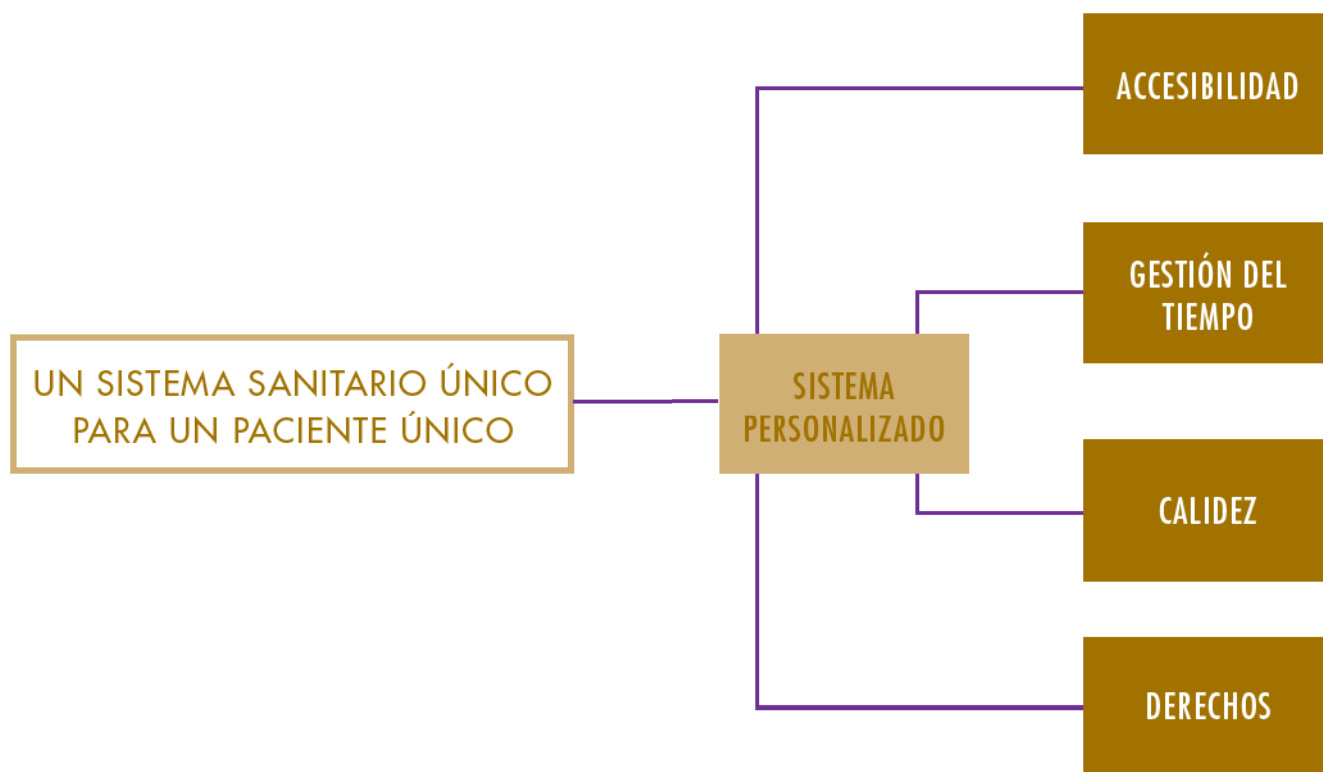 ACCESIBILIDAD
GESTIÓN DEL
TIEMPO
UN SISTEMA SANITARIO ÚNICO
PARA UN PACIENTE ÚNICO
SISTEMA
PERSONALIZADO
CALIDEZ
DERECHOS